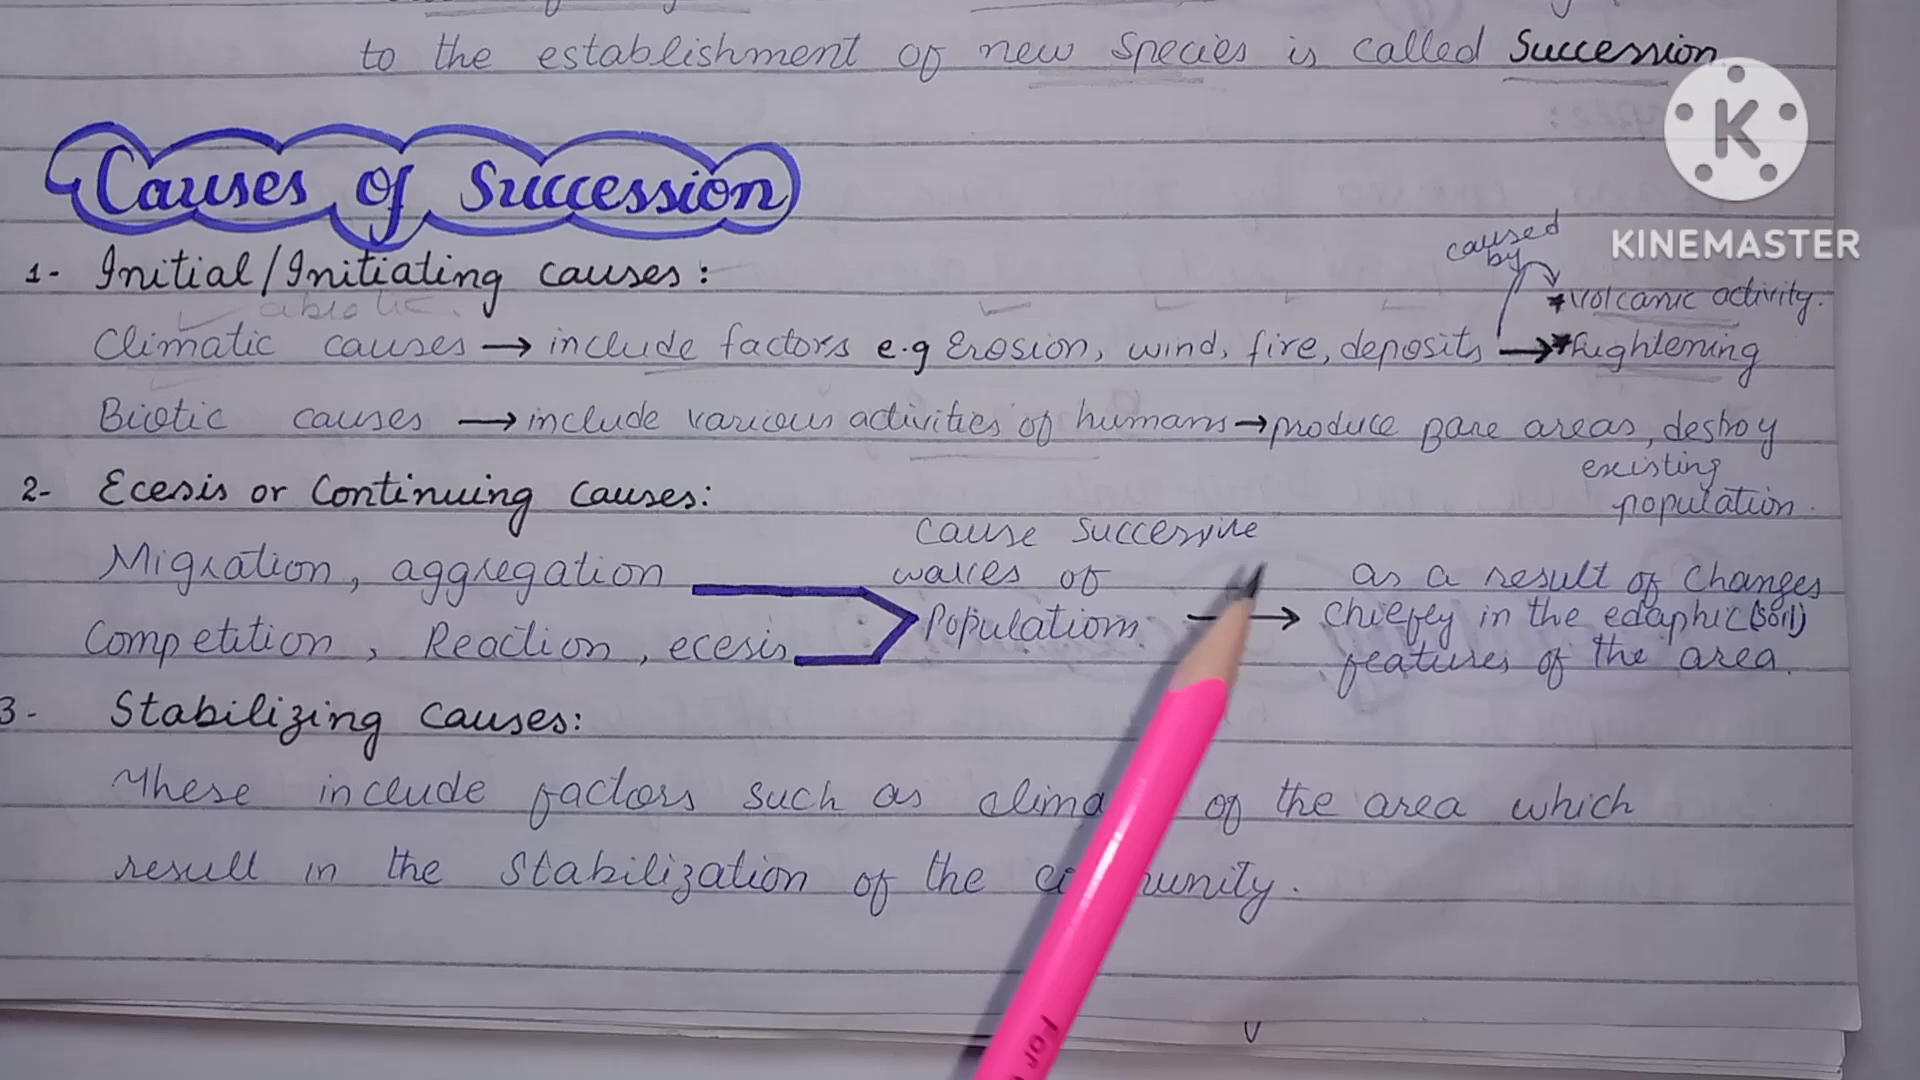 to the establishment of new species is called Succession
K
KINEMASTER
Causes of Succession
1- Initial/Initiating causes:
abiotic.
caused by
*volcanic activity.
Climatic causes → include factors e.g Erosion, wind, fire, deposits → *lughtening
Biotic causes → include various activities of humans → produce bare areas, destroy
existing
population.
2- Ecesis or Continuing causes:
Migration, aggregation
Competition, Reaction, ecesis
cause successive
waves of
Populations
→ as a result of changes
chiefly in the edaphic (soil)
features of the area.
3- Stabilizing causes:
These include factors such as of the area which
result in the stabilization of the
For